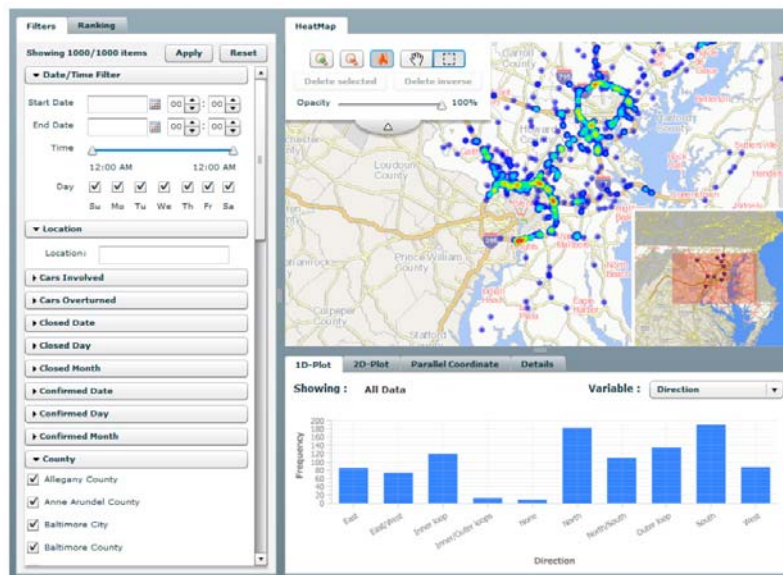 Filters
Ranking
Showing 1000/1000 items
Apply
Reset
Date/Time Filter
Start Date
00 : 00
End Date
00 : 00
Time
12:00 AM
12:00 AM
Day
Su Mo Tu We Th Fr Sa
Location
Location:
Cars Involved
Cars Overturned
Closed Date
Closed Day
Closed Month
Confirmed Date
Confirmed Day
Confirmed Month
County
Allegany County
Anne Arundel County
Baltimore City
Baltimore County
HeatMap
Delete selected
Delete inverse
Opacity
100%
Carroll
County
795
Loudoun
County
Prince William
County
Culpeper
County
Stafford
Eagle
Harbor
North
Beach
1D-Plot
2D-Plot
Parallel Coordinate
Details
Showing :
All Data
Variable :
Direction
Frequency
200
180
160
140
120
100
80
60
40
20
0
East
East/West
Inner loop
Inner/Outer loops
None
North
North/South
Outer loop
South
West
Direction